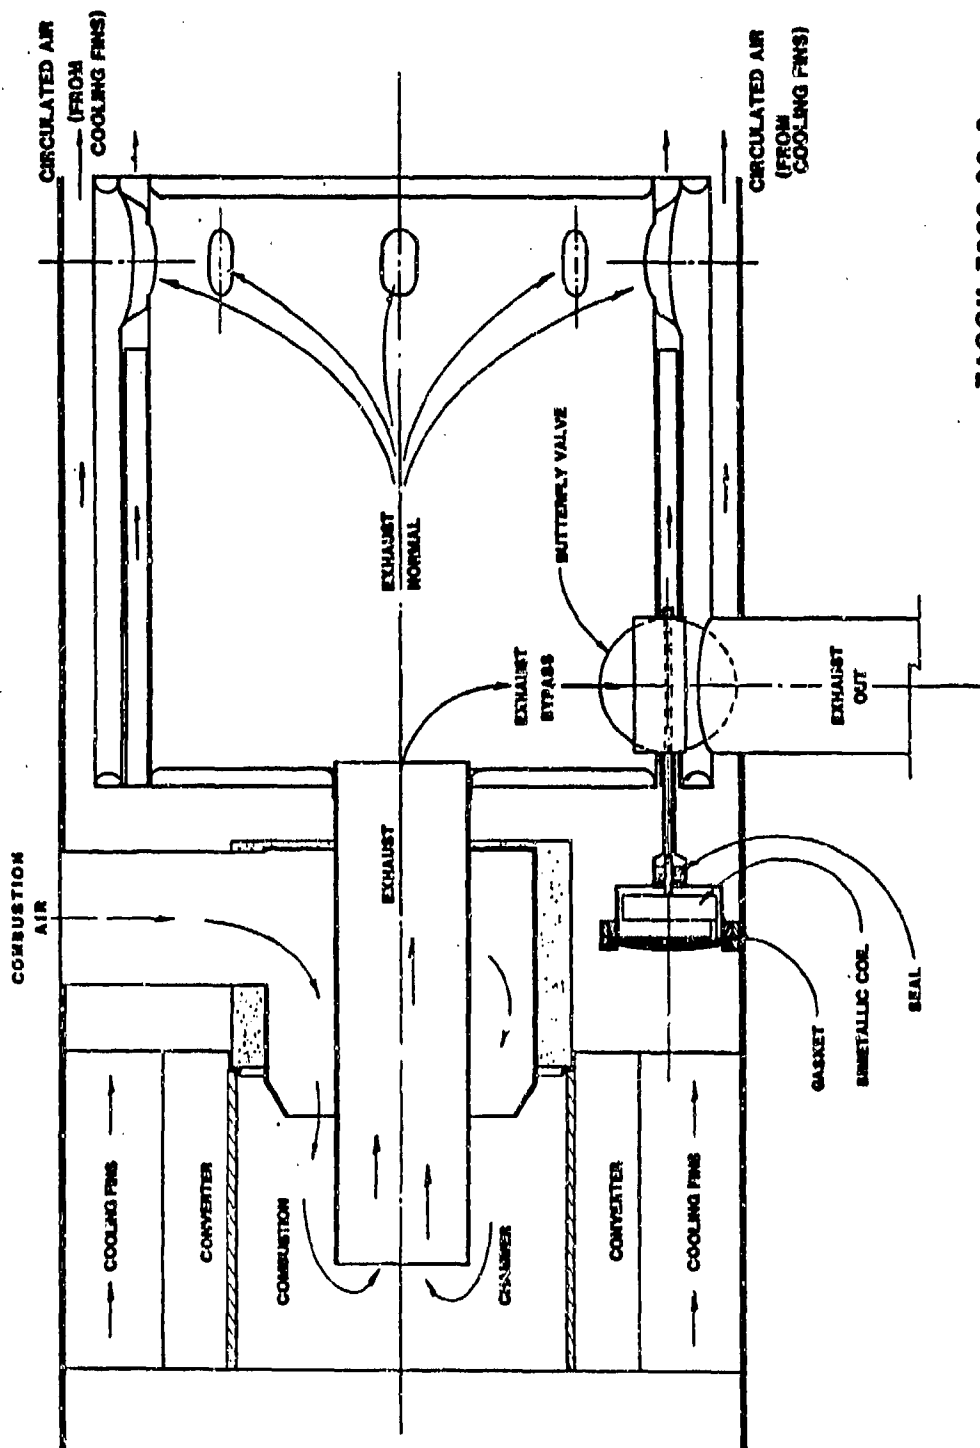 CIRCULATED AIR
(FROM
COOLING FINS)
CIRCULATED AIR
(FROM
COOLING FINS)
EXHAUST
NORMAL
BUTTERFLY VALVE
EXHAUST
BYPASS
EXHAUST
OUT
COMBUSTION
AIR
EXHAUST
GASKET
BIMETALLIC COIL
SEAL
COOLING FINS
CONVERTER
COMBUSTION
CHAMBER
CONVERTER
COOLING FINS